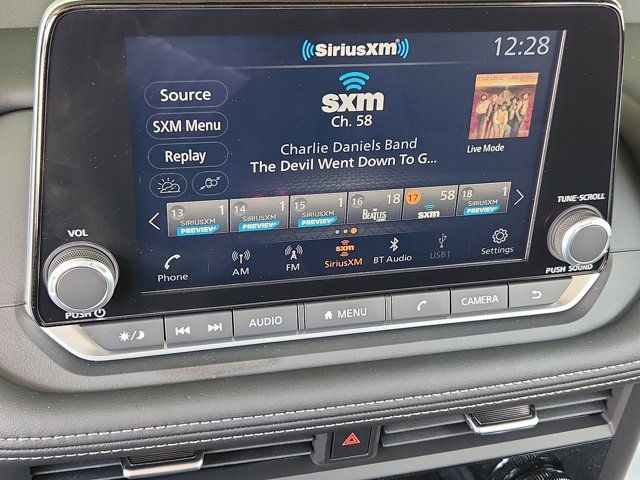 SiriusXM
12:28
Source
SXM Menu
Replay
sxm
Ch. 58
Charlie Daniels Band
The Devil Went Down To G...
Live Mode
13 1
SIRIUSXM
PREVIEW
14 1
SIRIUSXM
PREVIEW
15 1
SIRIUSXM
PREVIEW
16 18
THE BEATLES
17 58
sxm
18 1
SIRIUSXM
PREVIEW
Phone
AM
FM
sxm
SiriusXM
BT Audio
USB1
Settings
VOL
PUSH
TUNE·SCROLL
PUSH SOUND
AUDIO
MENU
CAMERA